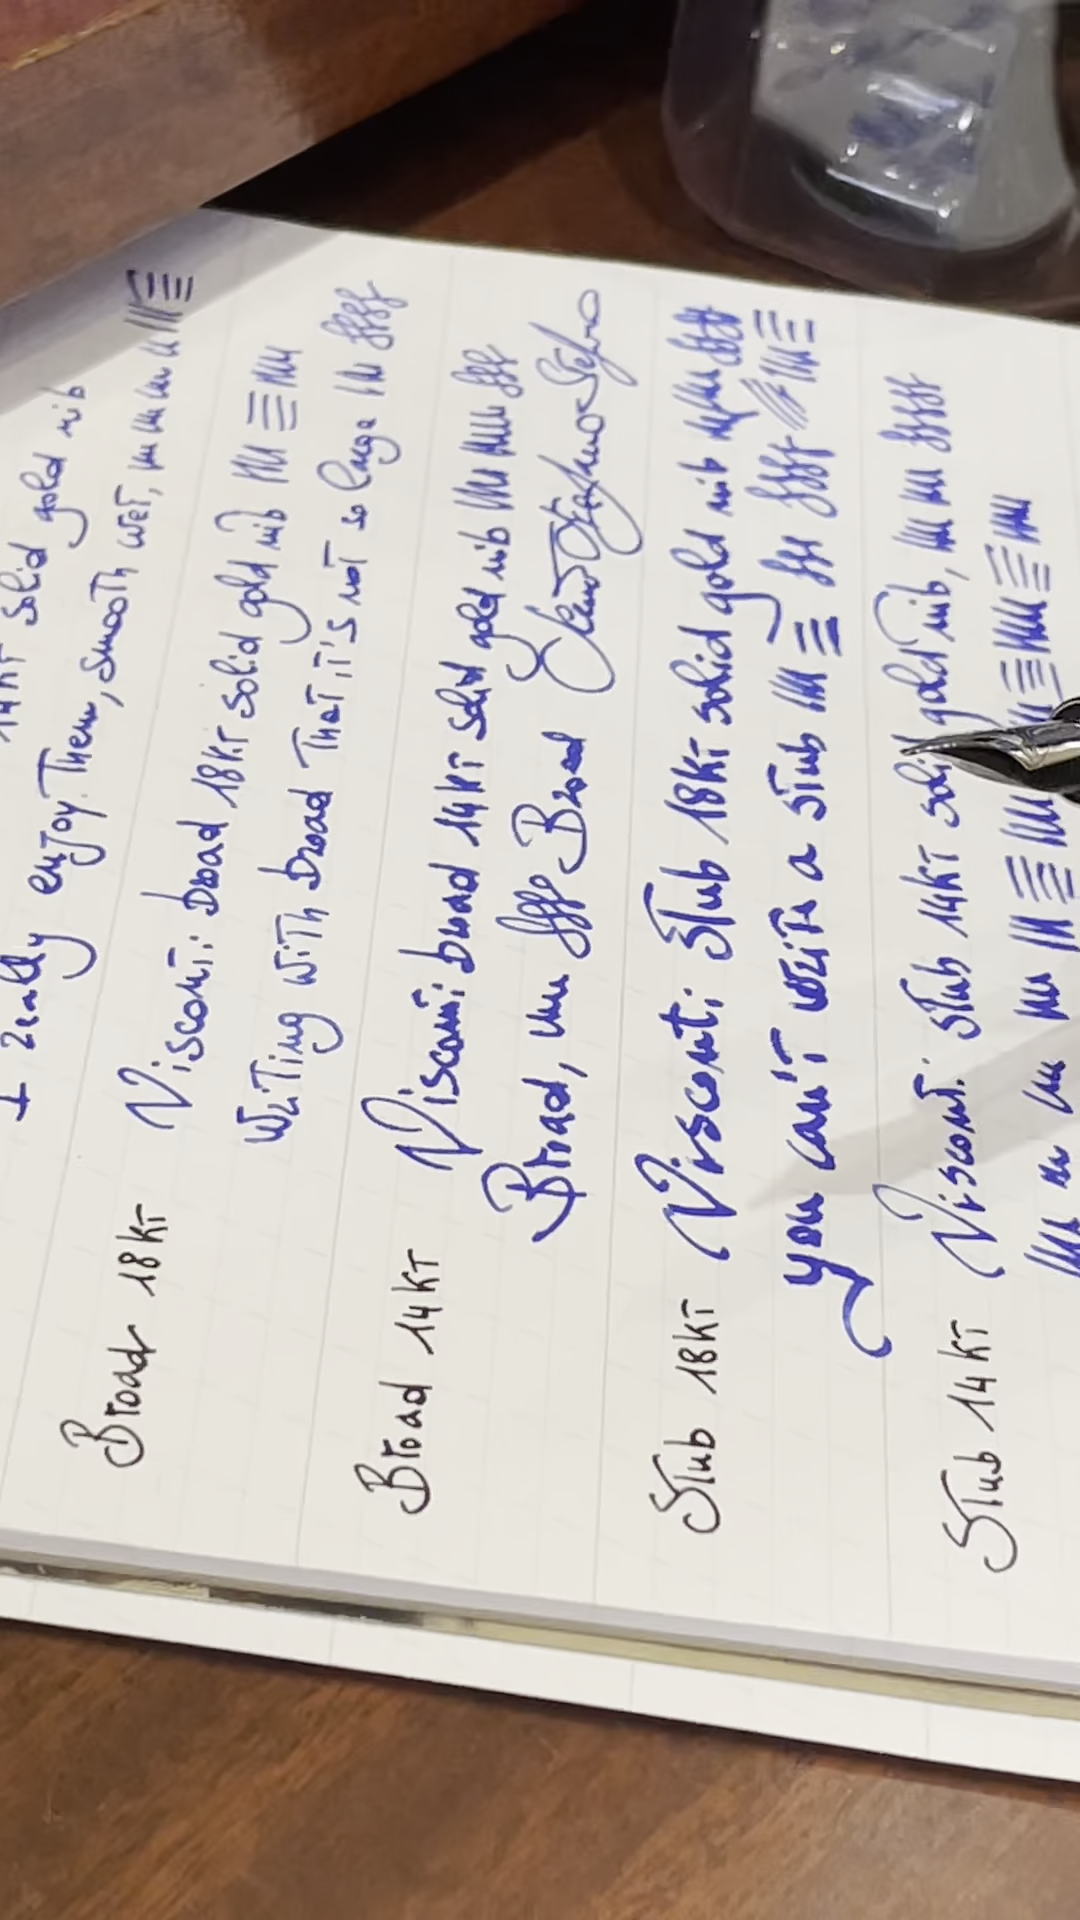 14KT solid gold nib
I really enjoy Them, smooth wet,
Broad 18KT
Visconti broad 18KT solid gold nib
Writing with broad That it's not so large
Broad 14KT
Visconti broad 14KT solid gold nib
Broad, Broad
Stub 18KT
Visconti Stub 18KT solid gold nib
you can't write a stub
Stub 14KT
Visconti stub 14KT solid gold nib,